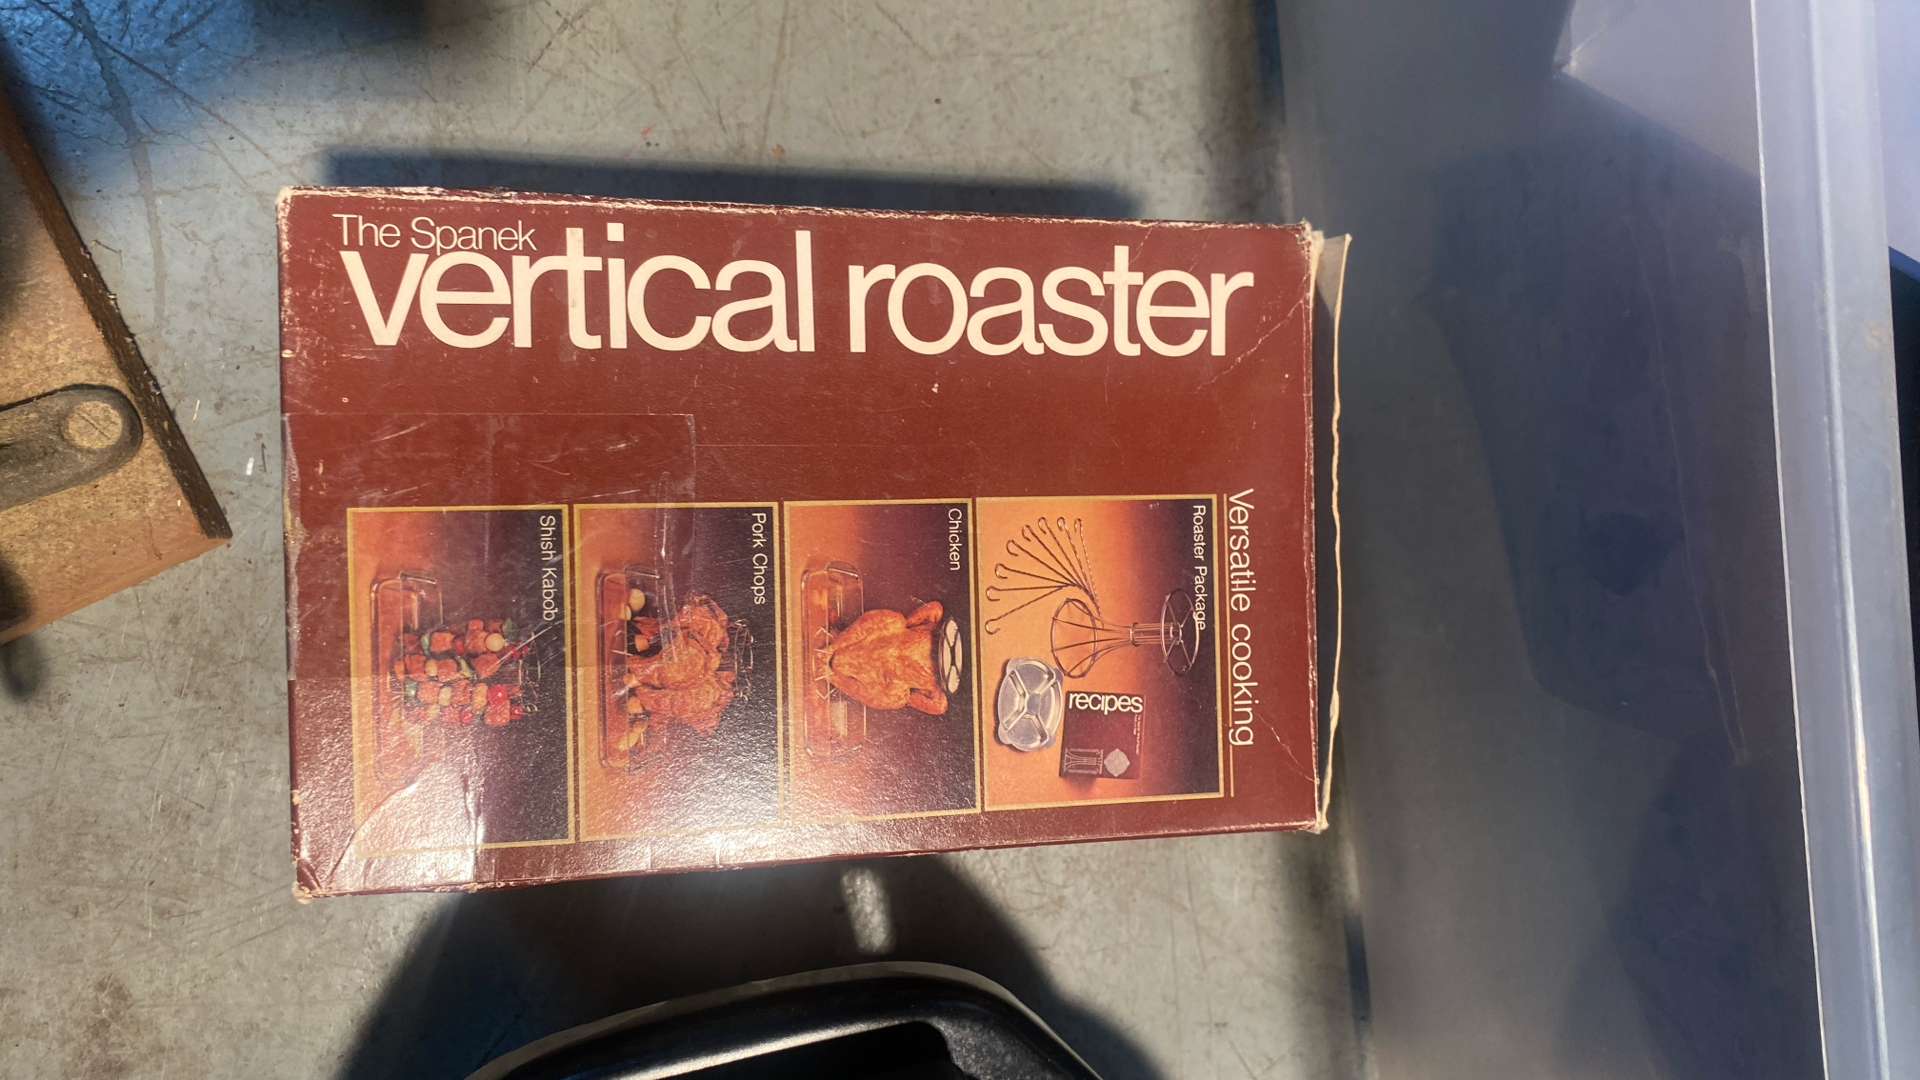 The Spanek
vertical roaster
Versatile cooking
Roaster Package
recipes
Chicken
Pork Chops
Shish Kabob